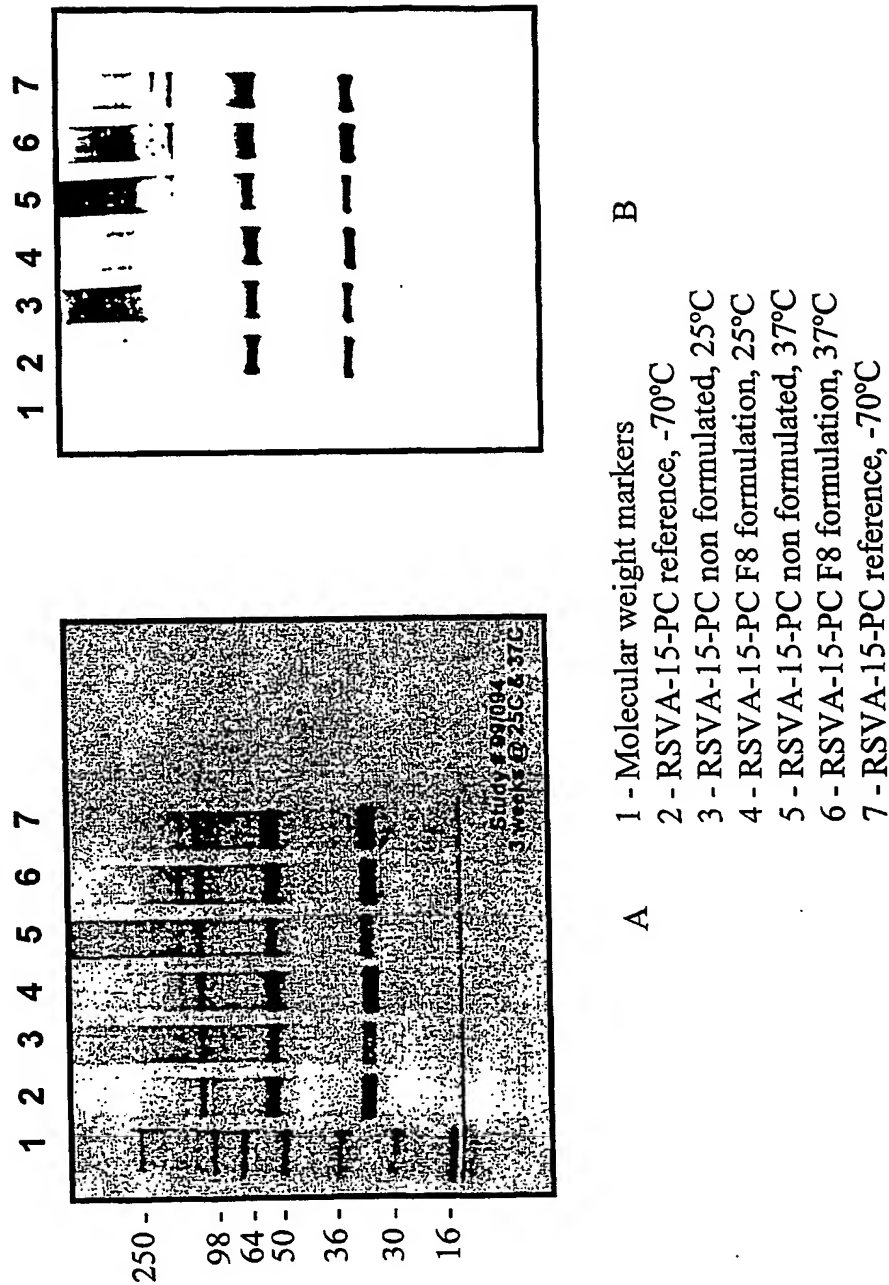 1 2 3 4 5 6 7
250 -
98 -
64 -
50 -
36 -
30 -
16 -
Study # 99/094
3 weeks @ 25C & 37C
A
1 2 3 4 5 6 7
B
1 - Molecular weight markers
2 - RSVA-15-PC reference, -70°C
3 - RSVA-15-PC non formulated, 25°C
4 - RSVA-15-PC F8 formulation, 25°C
5 - RSVA-15-PC non formulated, 37°C
6 - RSVA-15-PC F8 formulation, 37°C
7 - RSVA-15-PC reference, -70°C